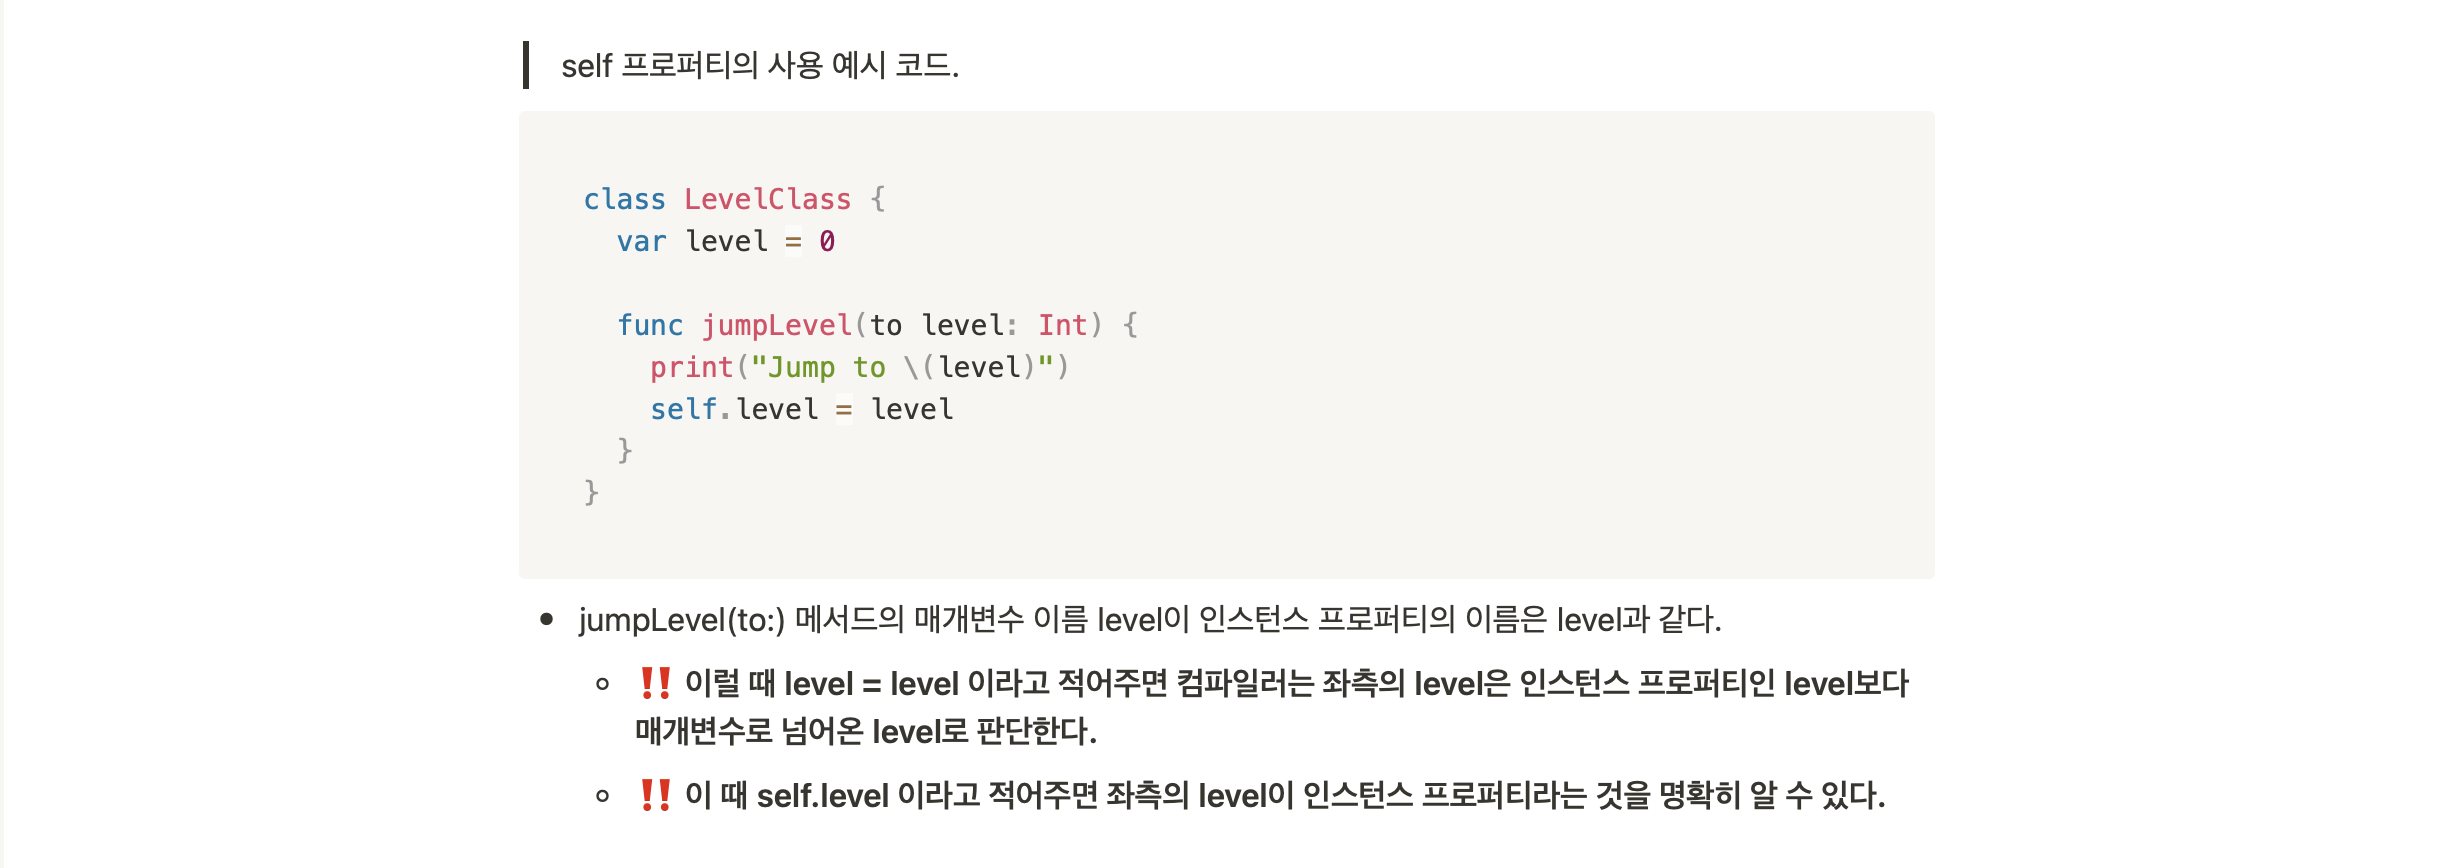 self 프로퍼티의 사용 예시 코드.
class LevelClass {
  var level = 0

  func jumpLevel(to level: Int) {
    print("Jump to \(level)")
    self.level = level
  }
}
• jumpLevel(to:) 메서드의 매개변수 이름 level이 인스턴스 프로퍼티의 이름은 level과 같다.
◦ ‼️ 이럴 때 level = level 이라고 적어주면 컴파일러는 좌측의 level은 인스턴스 프로퍼티인 level보다
매개변수로 넘어온 level로 판단한다.
◦ ‼️ 이 때 self.level 이라고 적어주면 좌측의 level이 인스턴스 프로퍼티라는 것을 명확히 알 수 있다.